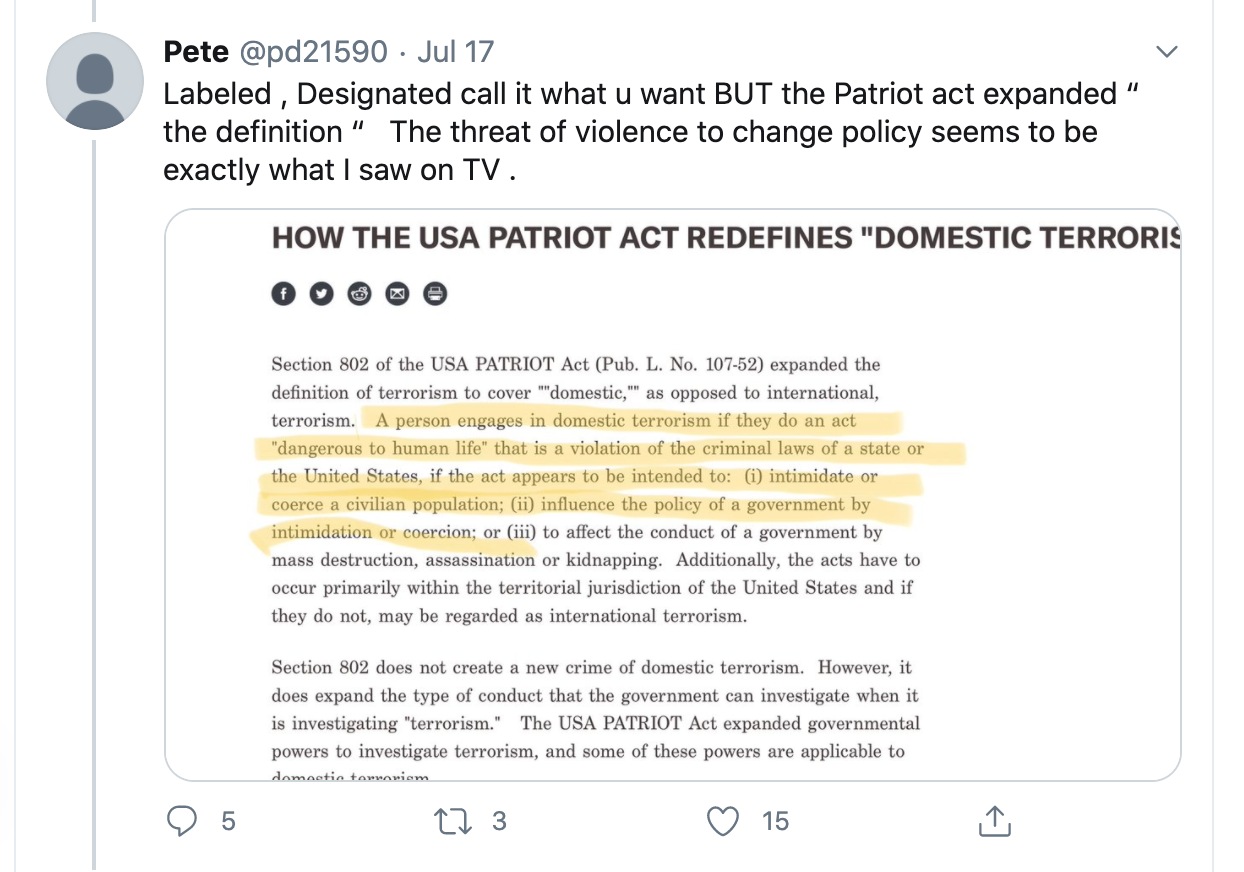 Pete @pd21590 · Jul 17
Labeled , Designated call it what u want BUT the Patriot act expanded “
the definition “ The threat of violence to change policy seems to be
exactly what I saw on TV .
HOW THE USA PATRIOT ACT REDEFINES "DOMESTIC TERRORIS
Section 802 of the USA PATRIOT Act (Pub. L. No. 107-52) expanded the
definition of terrorism to cover ""domestic,"" as opposed to international,
terrorism. A person engages in domestic terrorism if they do an act
"dangerous to human life" that is a violation of the criminal laws of a state or
the United States, if the act appears to be intended to: (i) intimidate or
coerce a civilian population; (ii) influence the policy of a government by
intimidation or coercion; or (iii) to affect the conduct of a government by
mass destruction, assassination or kidnapping. Additionally, the acts have to
occur primarily within the territorial jurisdiction of the United States and if
they do not, may be regarded as international terrorism.
Section 802 does not create a new crime of domestic terrorism. However, it
does expand the type of conduct that the government can investigate when it
is investigating "terrorism." The USA PATRIOT Act expanded governmental
powers to investigate terrorism, and some of these powers are applicable to
domestic terrorism
5 3 15